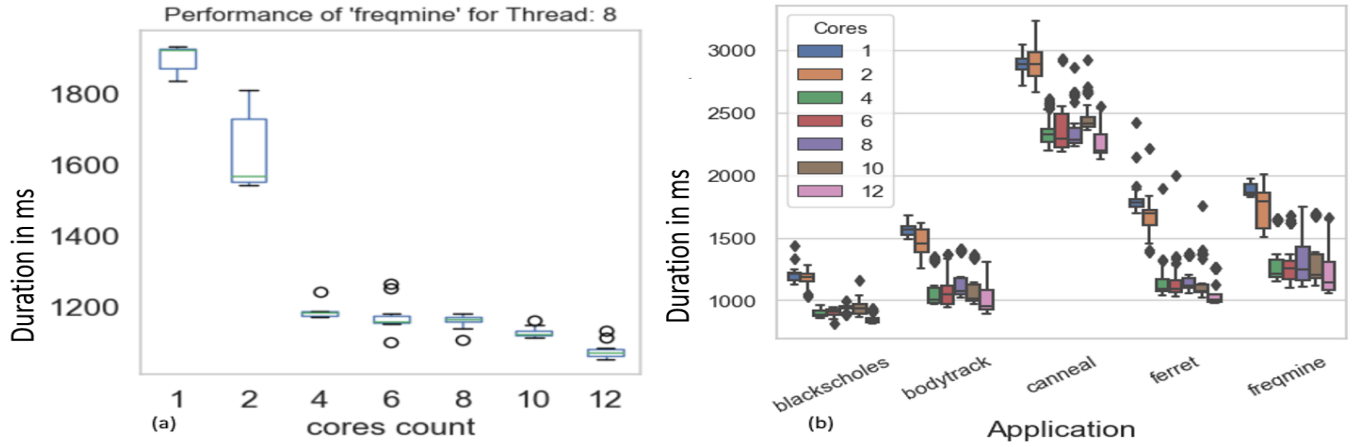 Performance of 'freqmine' for Thread: 8
Duration in ms
1800
1600
1400
1200
1 2 4 6 8 10 12
(a)
cores count
Duration in ms
3000
2500
2000
1500
1000
Cores
1
2
4
6
8
10
12
blackscholes bodytrack canneal ferret freqmine
(b)
Application